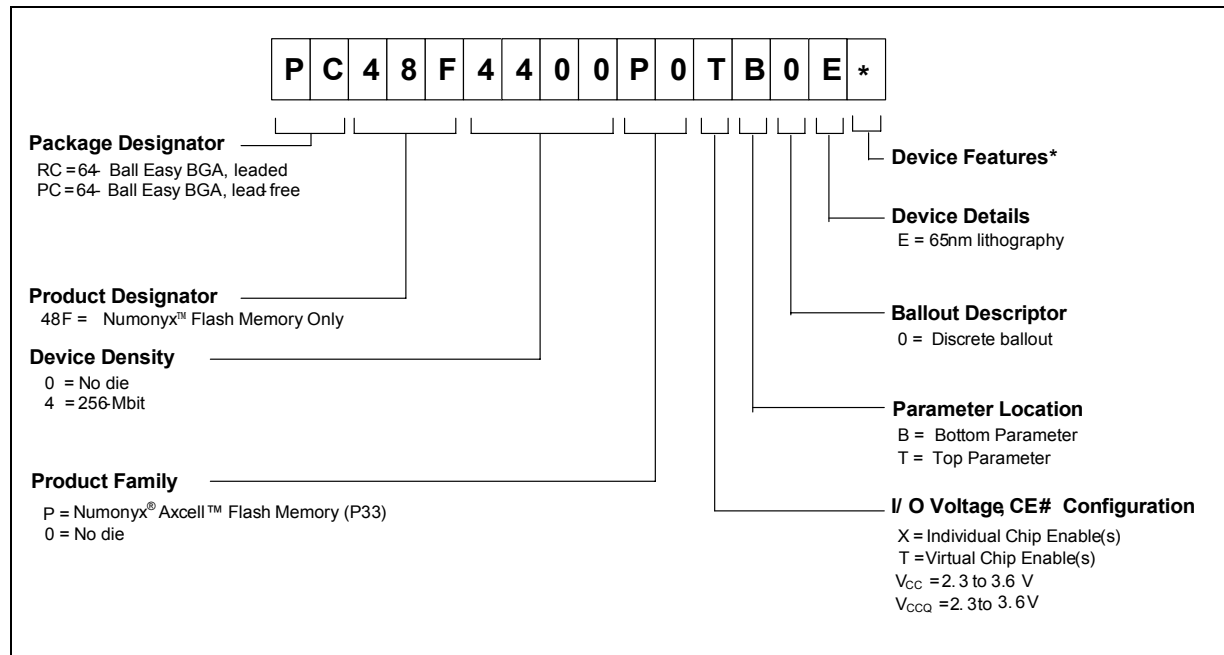 P C 4 8 F 4 4 0 0 P 0 T B 0 E *
Package Designator
RC = 64- Ball Easy BGA, leaded
PC = 64- Ball Easy BGA, lead-free
Product Designator
48F = Numonyx™ Flash Memory Only
Device Density
0 = No die
4 = 256-Mbit
Product Family
P = Numonyx® Axcell™ Flash Memory (P33)
0 = No die
Device Features*
Device Details
E = 65nm lithography
Ballout Descriptor
0 = Discrete ballout
Parameter Location
B = Bottom Parameter
T = Top Parameter
I/ O Voltage, CE# Configuration
X = Individual Chip Enable(s)
T = Virtual Chip Enable(s)
VCC = 2.3 to 3.6 V
VCCQ = 2.3 to 3.6 V